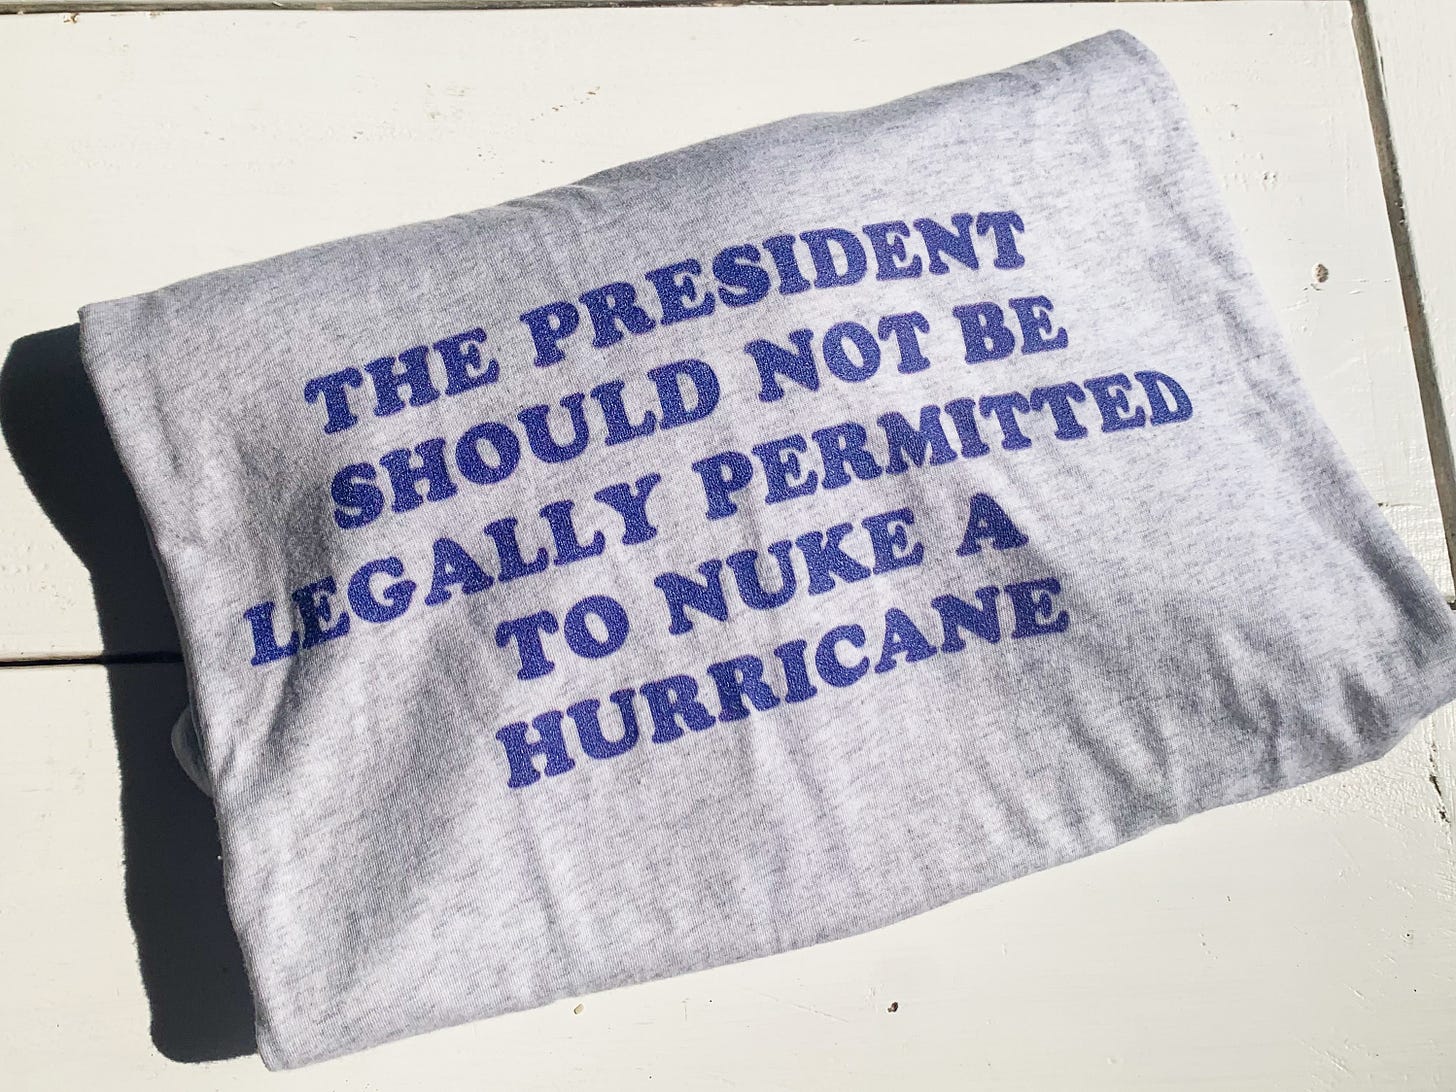 THE PRESIDENT
SHOULD NOT BE
LEGALLY PERMITTED
TO NUKE A
HURRICANE